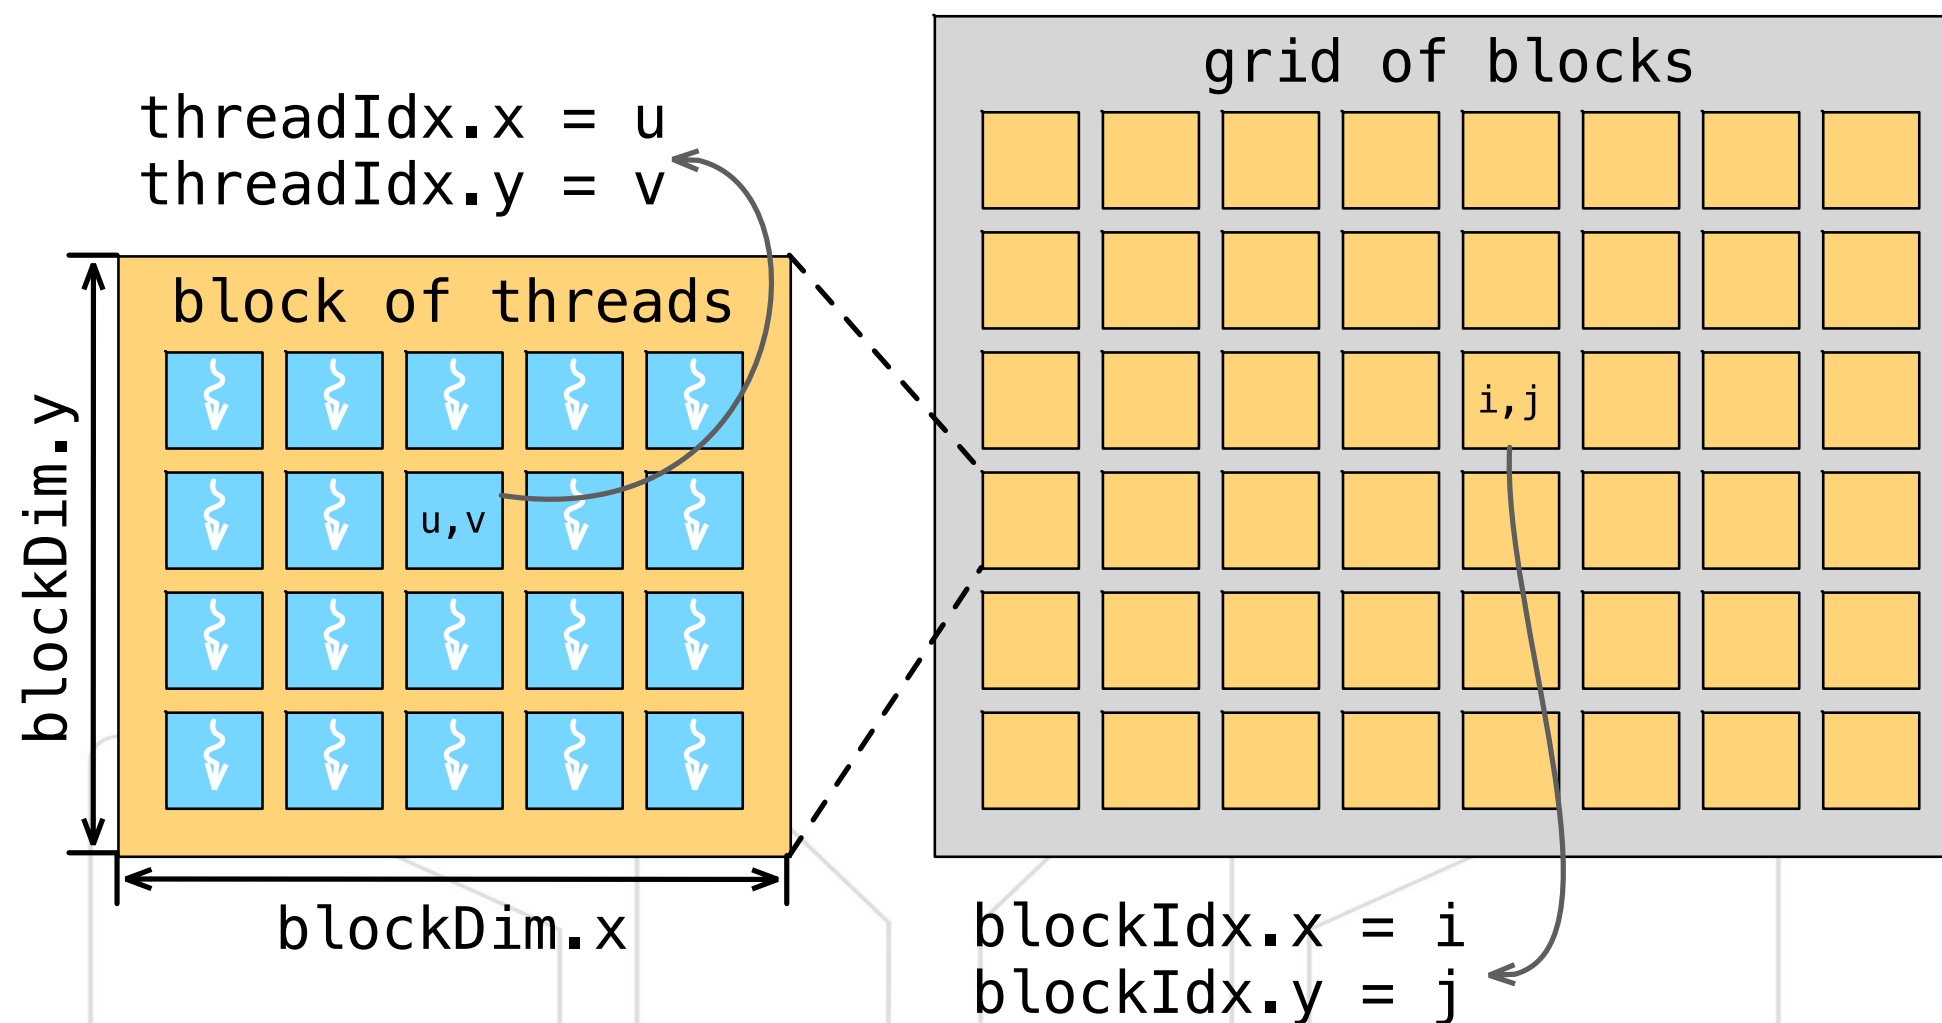 grid of blocks
threadIdx.x = u
threadIdx.y = v
block of threads
i,j
u,v
blockDim.y
blockDim.x
blockIdx.x = i
blockIdx.y = j